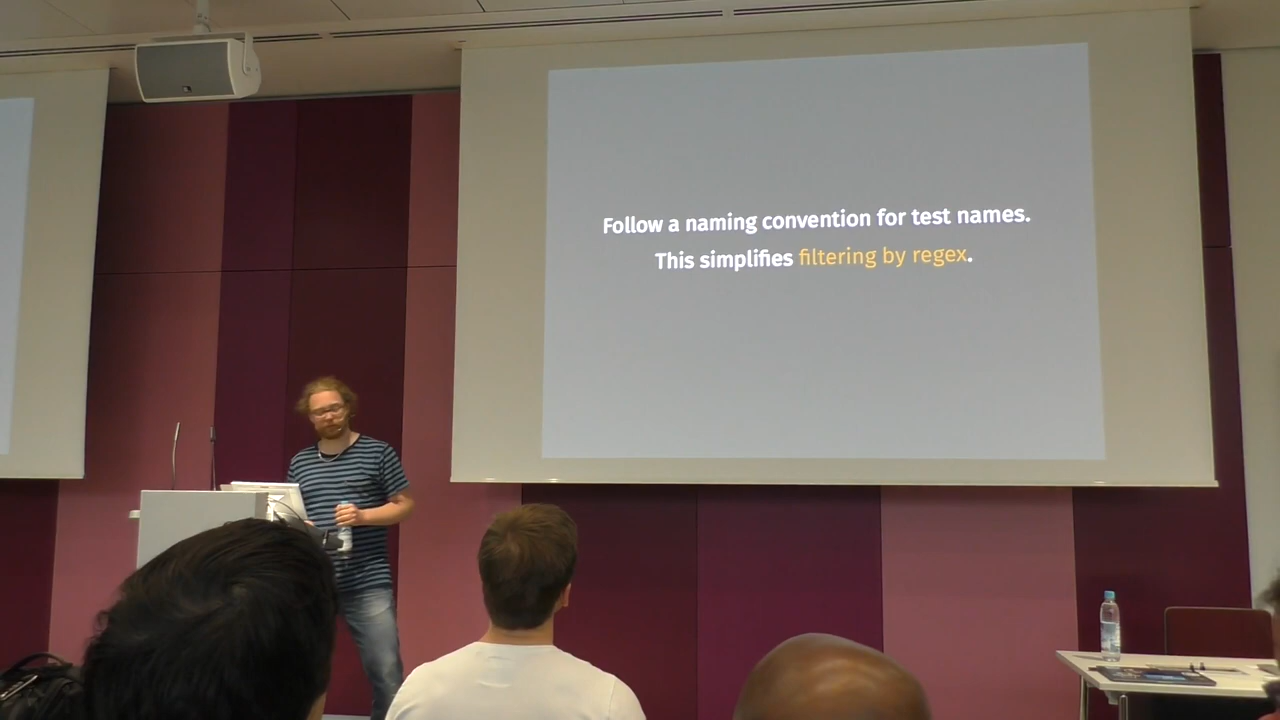 Follow a naming convention for test names.
This simplifies filtering by regex.